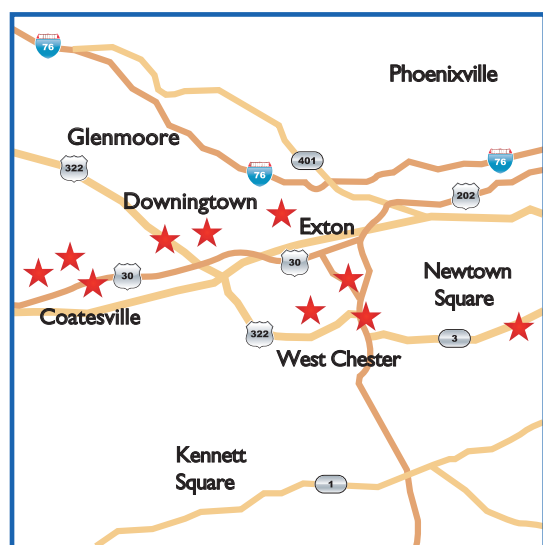 76
Phoenixville
Glenmoore
401
76
322
76
202
Downingtown
Exton
30
30
Newtown
Square
Coatesville
322
West Chester
3
Kennett
Square
1